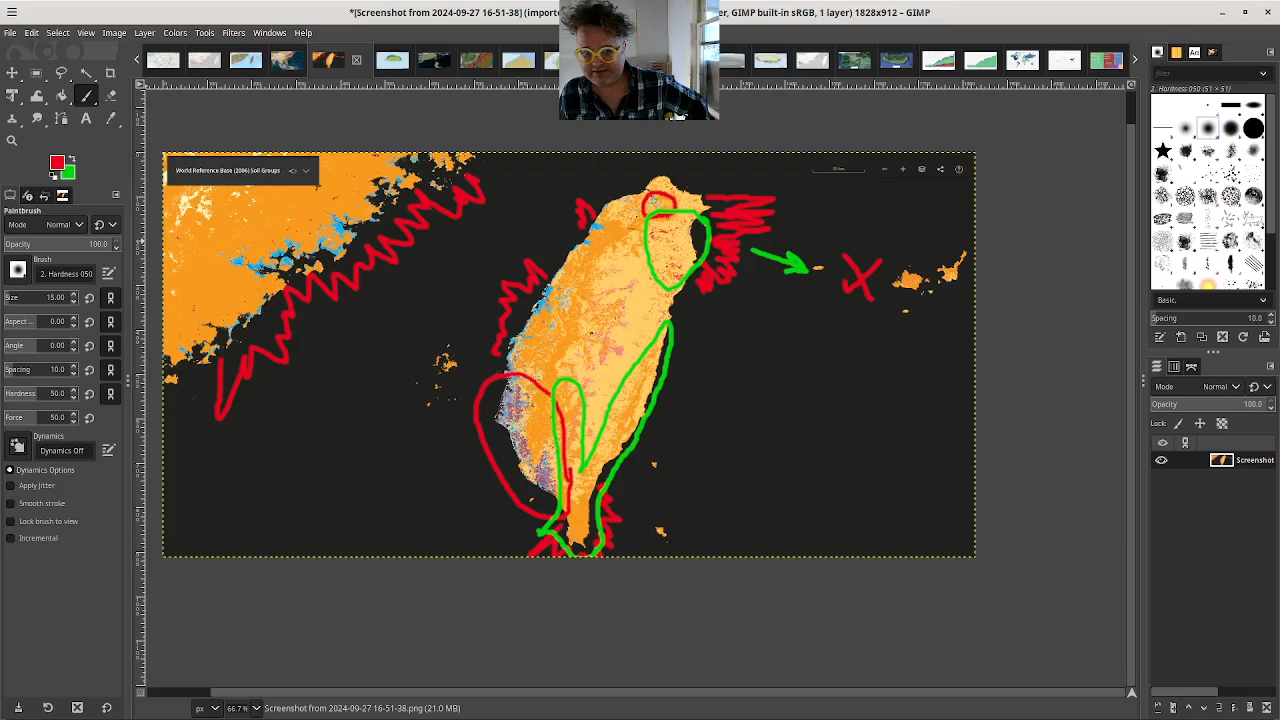 *[Screenshot from 2024-09-27 16-51-38] (impor
er, GIMP built-in sRGB, 1 layer) 1828x912 – GIMP
File Edit Select View Image Layer Colors Tools Filters Windows Help
World Reference Base (2006) Soil Groups
Paintbrush
Mode Normal
Opacity 100.0
Brush
2. Hardness 050
Size 15.00
Aspect ... 0.00
Angle 0.00
Spacing 10.0
Hardness 50.0
Force 50.0
Dynamics
Dynamics Off
Dynamics Options
Apply Jitter
Smooth stroke
Lock brush to view
Incremental
filter
2. Hardness 050 (51 × 51)
Basic,
Spacing 10.0
Mode Normal
Opacity 100.0
Lock:
Screenshot
px 66.7% Screenshot from 2024-09-27 16-51-38.png (21.0 MB)